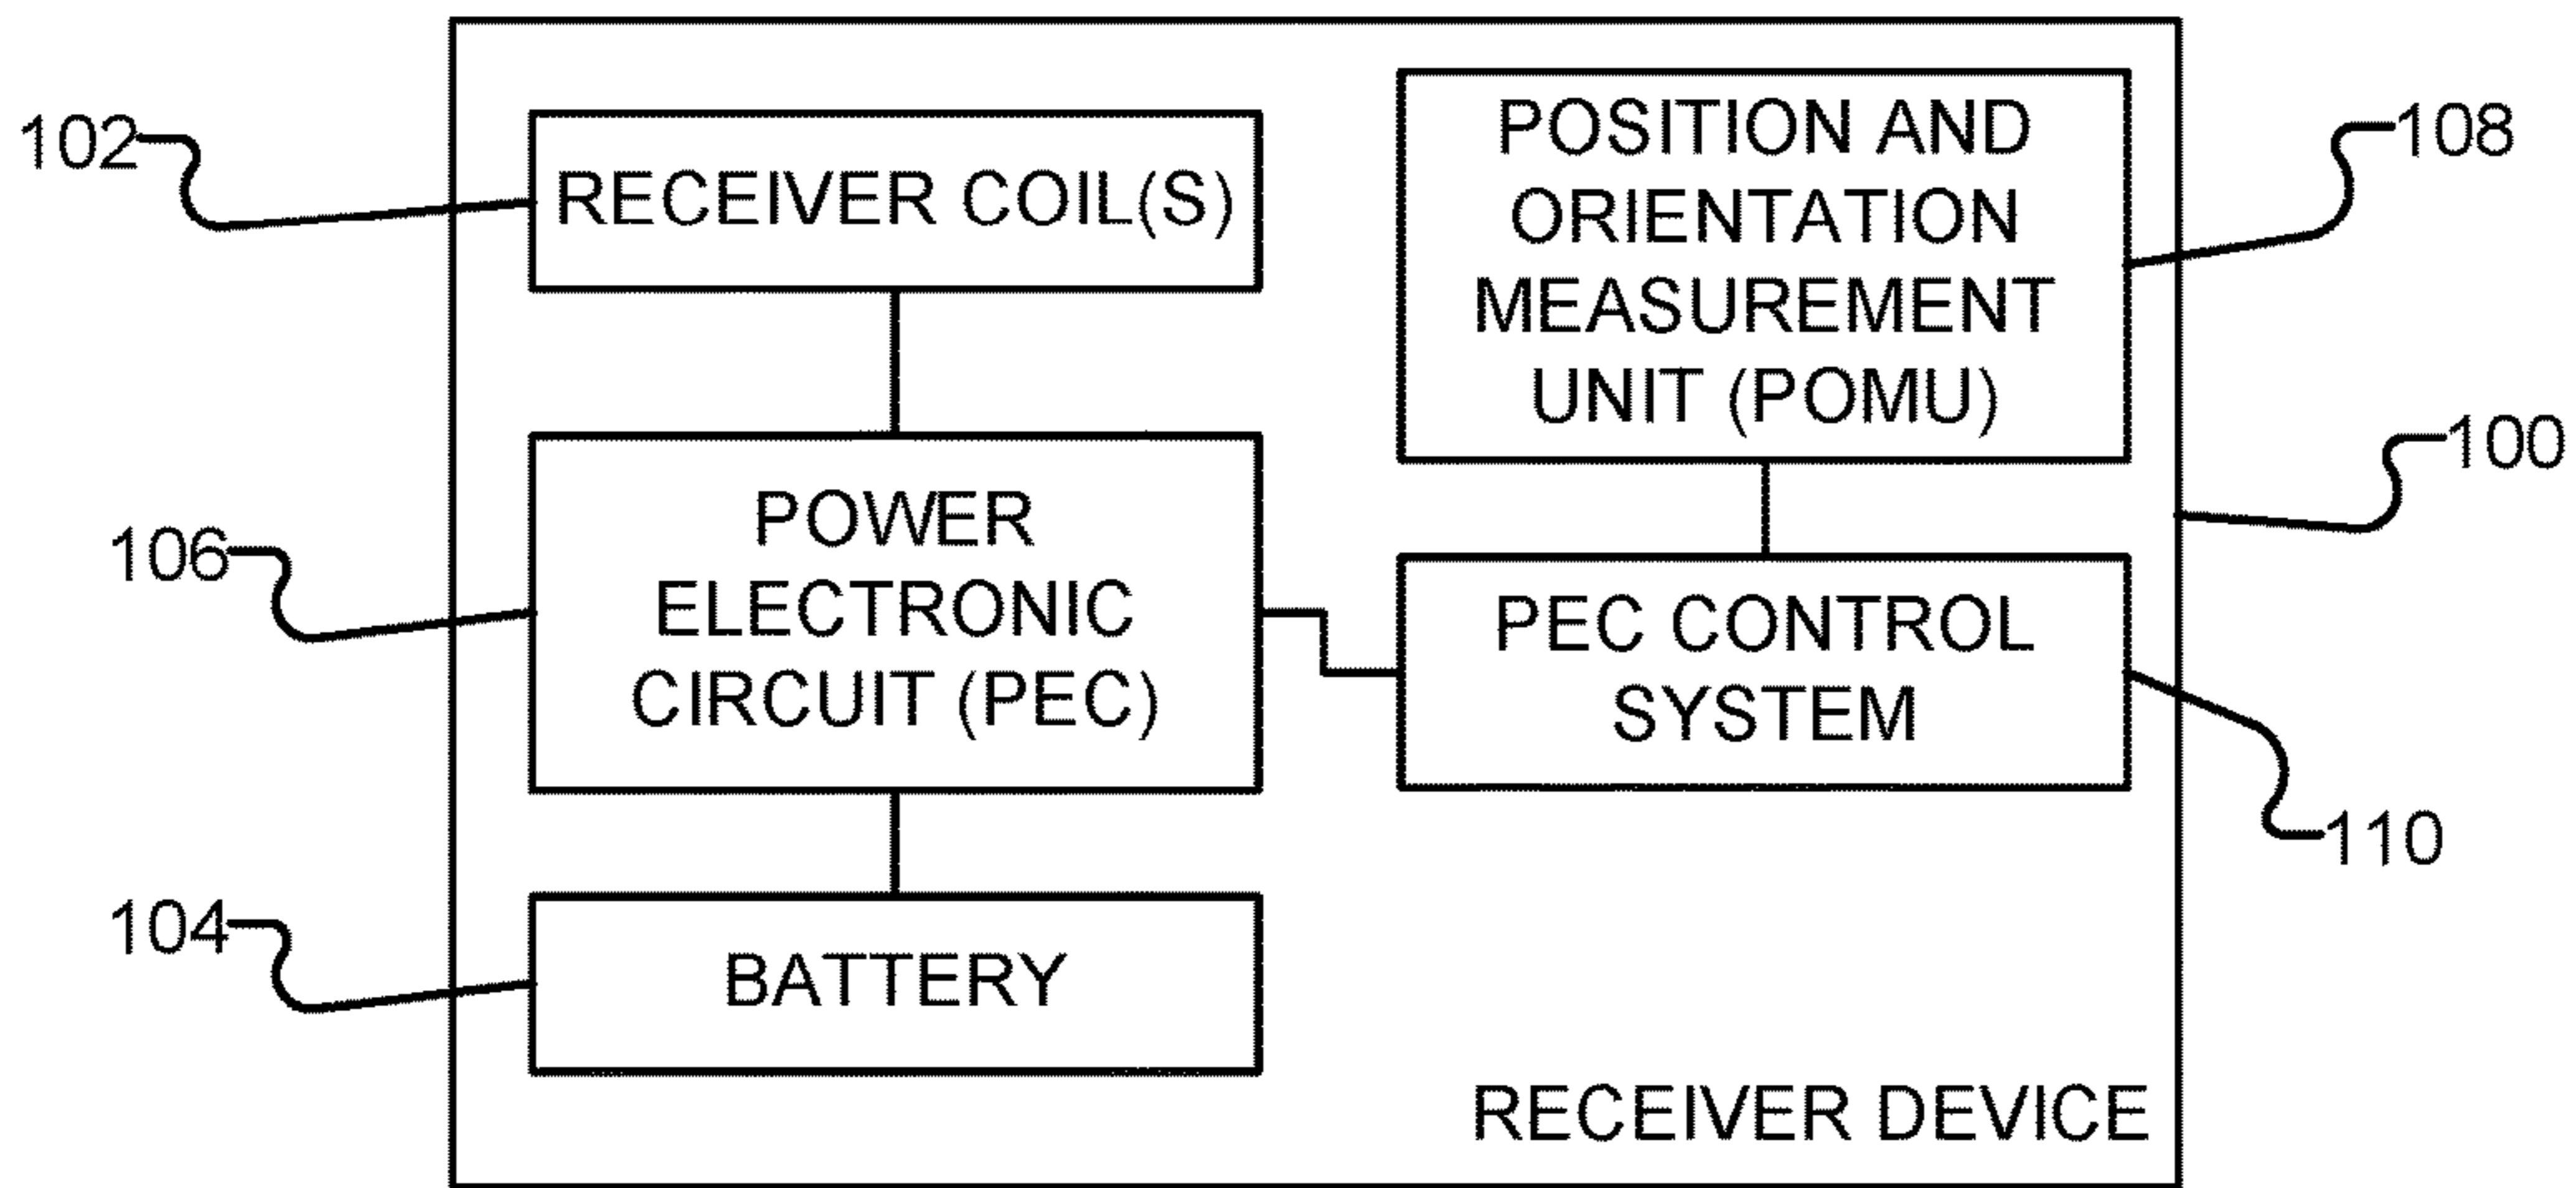 102
RECEIVER COIL(S)
POSITION AND
ORIENTATION
MEASUREMENT
UNIT (POMU)
108
100
106
POWER
ELECTRONIC
CIRCUIT (PEC)
PEC CONTROL
SYSTEM
110
104
BATTERY
RECEIVER DEVICE